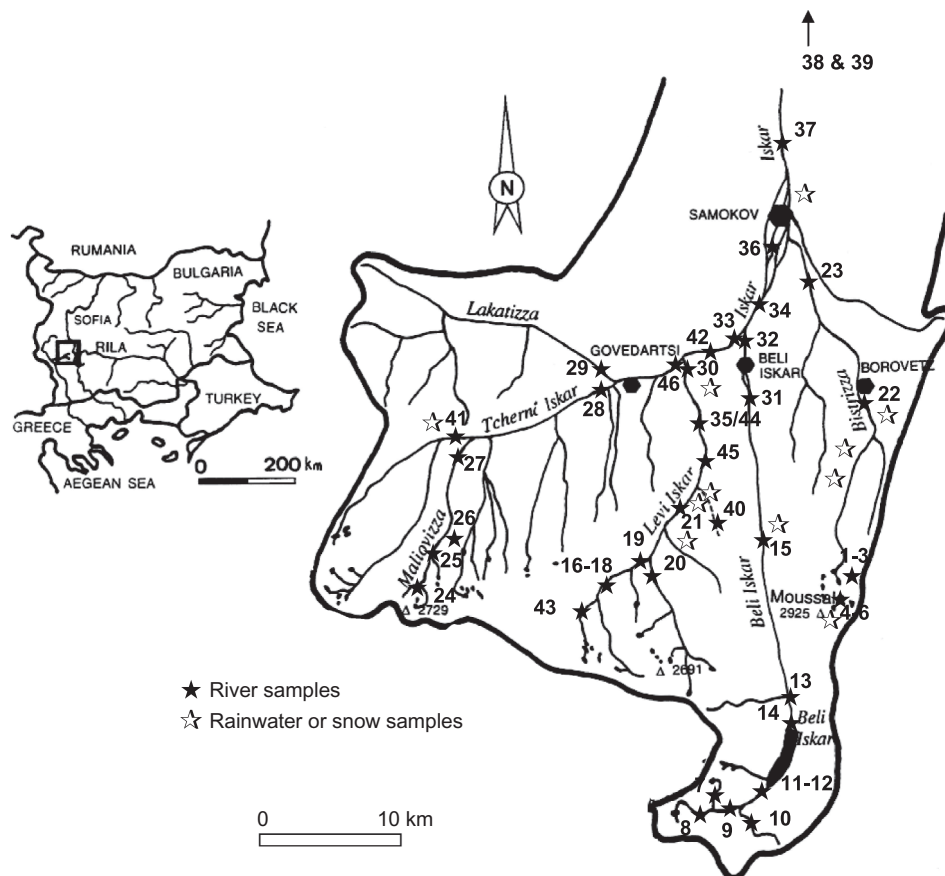 38 & 39
37
Iskar
N
SAMOKOV
36
23
RUMANIA
BULGARIA
BLACK
SEA
SOFIA
RILA
TURKEY
GREECE
0 200 km
AEGEAN SEA
Lakatizza
Iskar
34
33
32
42
GOVEDARTSI
BELI
ISKAR
BOROVETZ
29
46
30
22
28
31
Bistrizza
Tcherni Iskar
41
35/44
27
45
Levi Iskar
40
21
26
Maliovizza
25
19
15
16-18
20
1-3
24
Δ 2729
43
Beli Iskar
Moussala
4-6
2925 Δ
Δ 2691
13
14
Beli
Iskar
River samples
Rainwater or snow samples
11-12
0 10 km
8
9
10